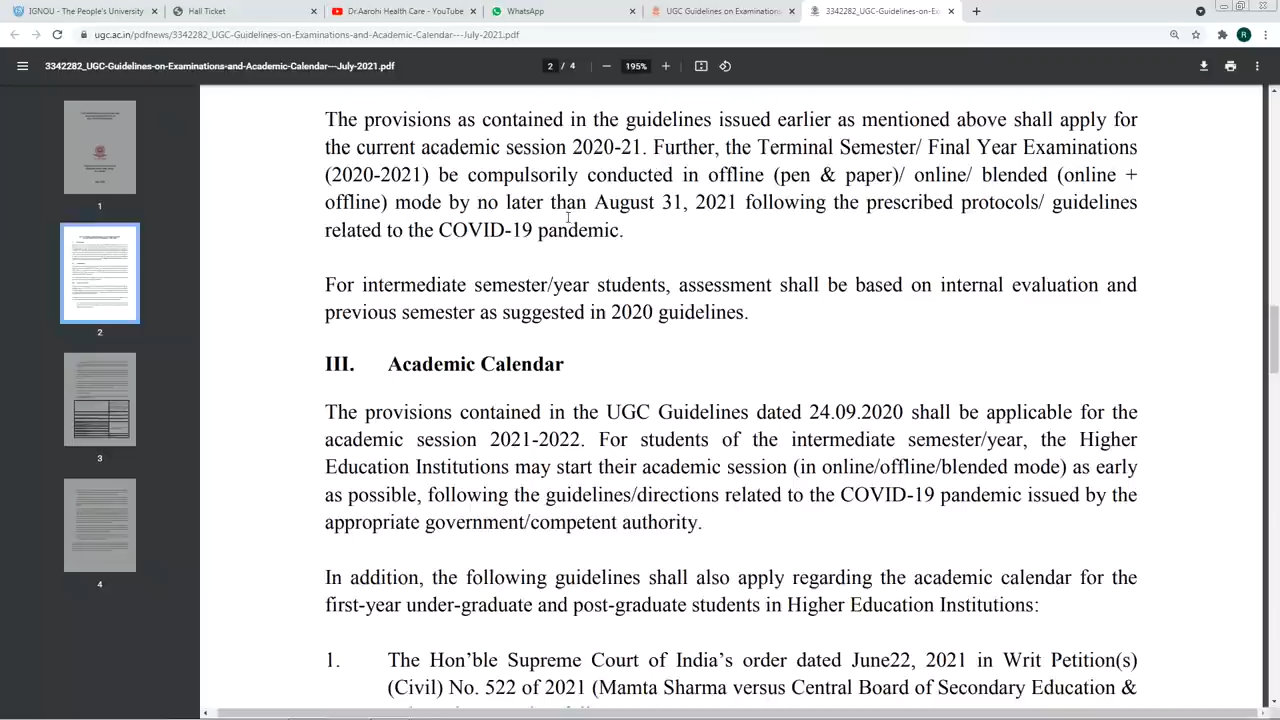 IGNOU - The People's University
Hall Ticket
Dr.Aarohi Health Care - YouTube
WhatsApp
UGC Guidelines on Examinations
3342282_UGC-Guidelines-on-Ex
ugc.ac.in/pdfnews/3342282_UGC-Guidelines-on-Examinations-and-Academic-Calendar---July-2021.pdf
R
3342282_UGC-Guidelines-on-Examinations-and-Academic-Calendar---July-2021.pdf
2 / 4
195%
1
2
3
4
The provisions as contained in the guidelines issued earlier as mentioned above shall apply for
the current academic session 2020-21. Further, the Terminal Semester/ Final Year Examinations
(2020-2021) be compulsorily conducted in offline (pen & paper)/ online/ blended (online +
offline) mode by no later than August 31, 2021 following the prescribed protocols/ guidelines
related to the COVID-19 pandemic.
For intermediate semester/year students, assessment shall be based on internal evaluation and
previous semester as suggested in 2020 guidelines.
III. Academic Calendar
The provisions contained in the UGC Guidelines dated 24.09.2020 shall be applicable for the
academic session 2021-2022. For students of the intermediate semester/year, the Higher
Education Institutions may start their academic session (in online/offline/blended mode) as early
as possible, following the guidelines/directions related to the COVID-19 pandemic issued by the
appropriate government/competent authority.
In addition, the following guidelines shall also apply regarding the academic calendar for the
first-year under-graduate and post-graduate students in Higher Education Institutions:
1. The Hon'ble Supreme Court of India's order dated June22, 2021 in Writ Petition(s)
(Civil) No. 522 of 2021 (Mamta Sharma versus Central Board of Secondary Education &